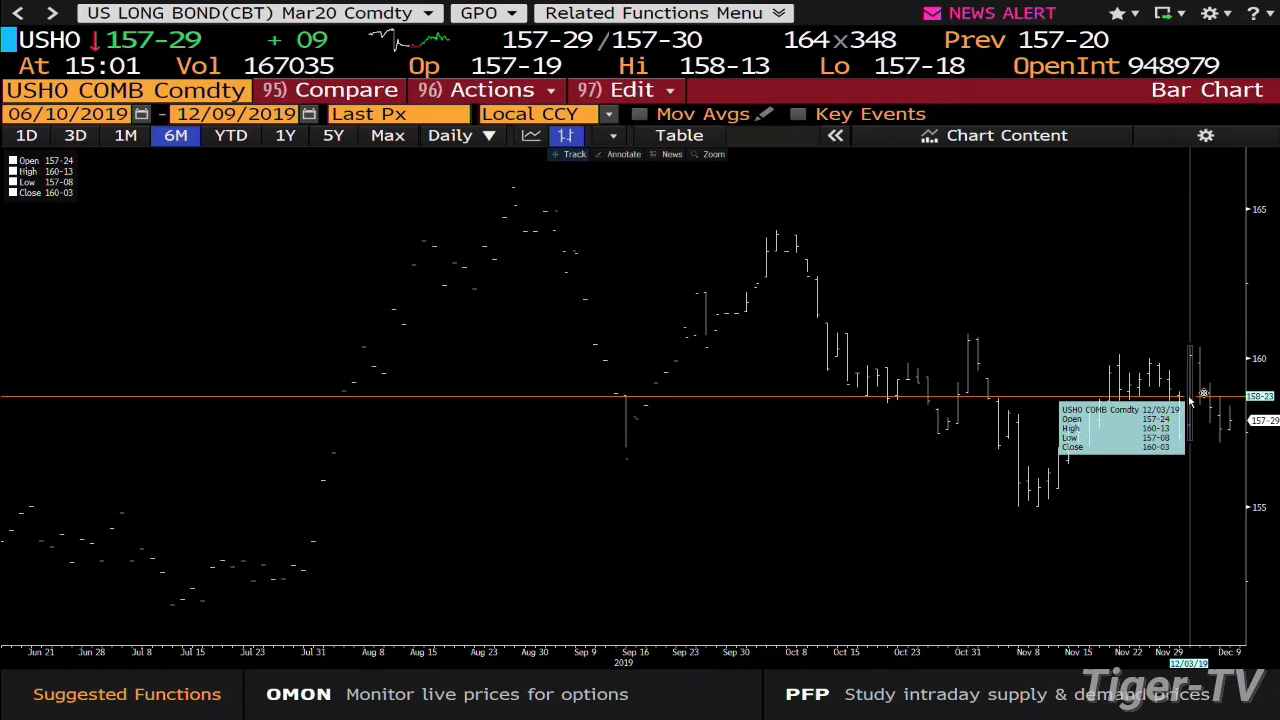 US LONG BOND(CBT) Mar20 Comdty GPO Related Functions Menu NEWS ALERT ?
USH0 ↓157-29 + 09 157-29/157-30 164x348 Prev 157-20
At 15:01 Vol 167035 Op 157-19 Hi 158-13 Lo 157-18 OpenInt 948979
USH0 COMB Comdty 95) Compare 96) Actions 97) Edit Bar Chart
06/10/2019 - 12/09/2019 Last Px Local CCY Mov Avgs Key Events
1D 3D 1M 6M YTD 1Y 5Y Max Daily ▼ Table « Chart Content
Track Annotate News Zoom
Open 157-24
High 160-13
Low 157-08
Close 160-03
165
160
158-23
157-29
155
USH0 COMB Comdty 12/03/19
Open 157-24
High 160-13
Low 157-08
Close 160-03
Jun 21 Jun 28 Jul 8 Jul 15 Jul 23 Jul 31 Aug 8 Aug 15 Aug 23 Aug 30 Sep 9 Sep 16 Sep 23 Sep 30 Oct 8 Oct 15 Oct 23 Oct 31 Nov 8 Nov 15 Nov 22 Nov 29 Dec 9
2019
12/03/19
Suggested Functions OMON Monitor live prices for options PFP Study intraday supply & demand prices
Tiger-TV